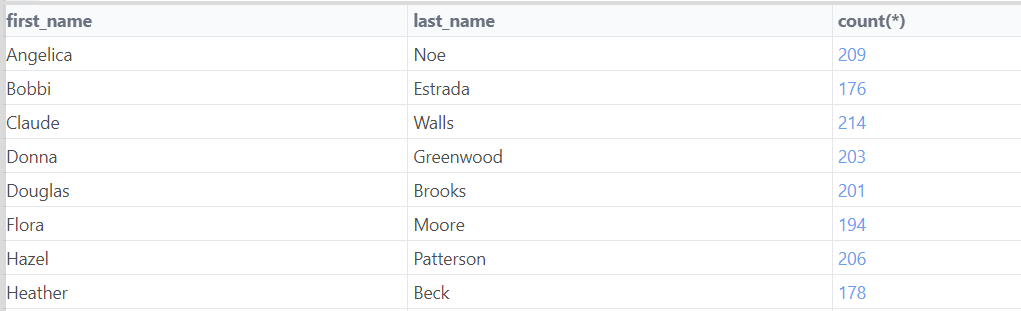 first_name last_name count(*)
Angelica Noe 209
Bobbi Estrada 176
Claude Walls 214
Donna Greenwood 203
Douglas Brooks 201
Flora Moore 194
Hazel Patterson 206
Heather Beck 178